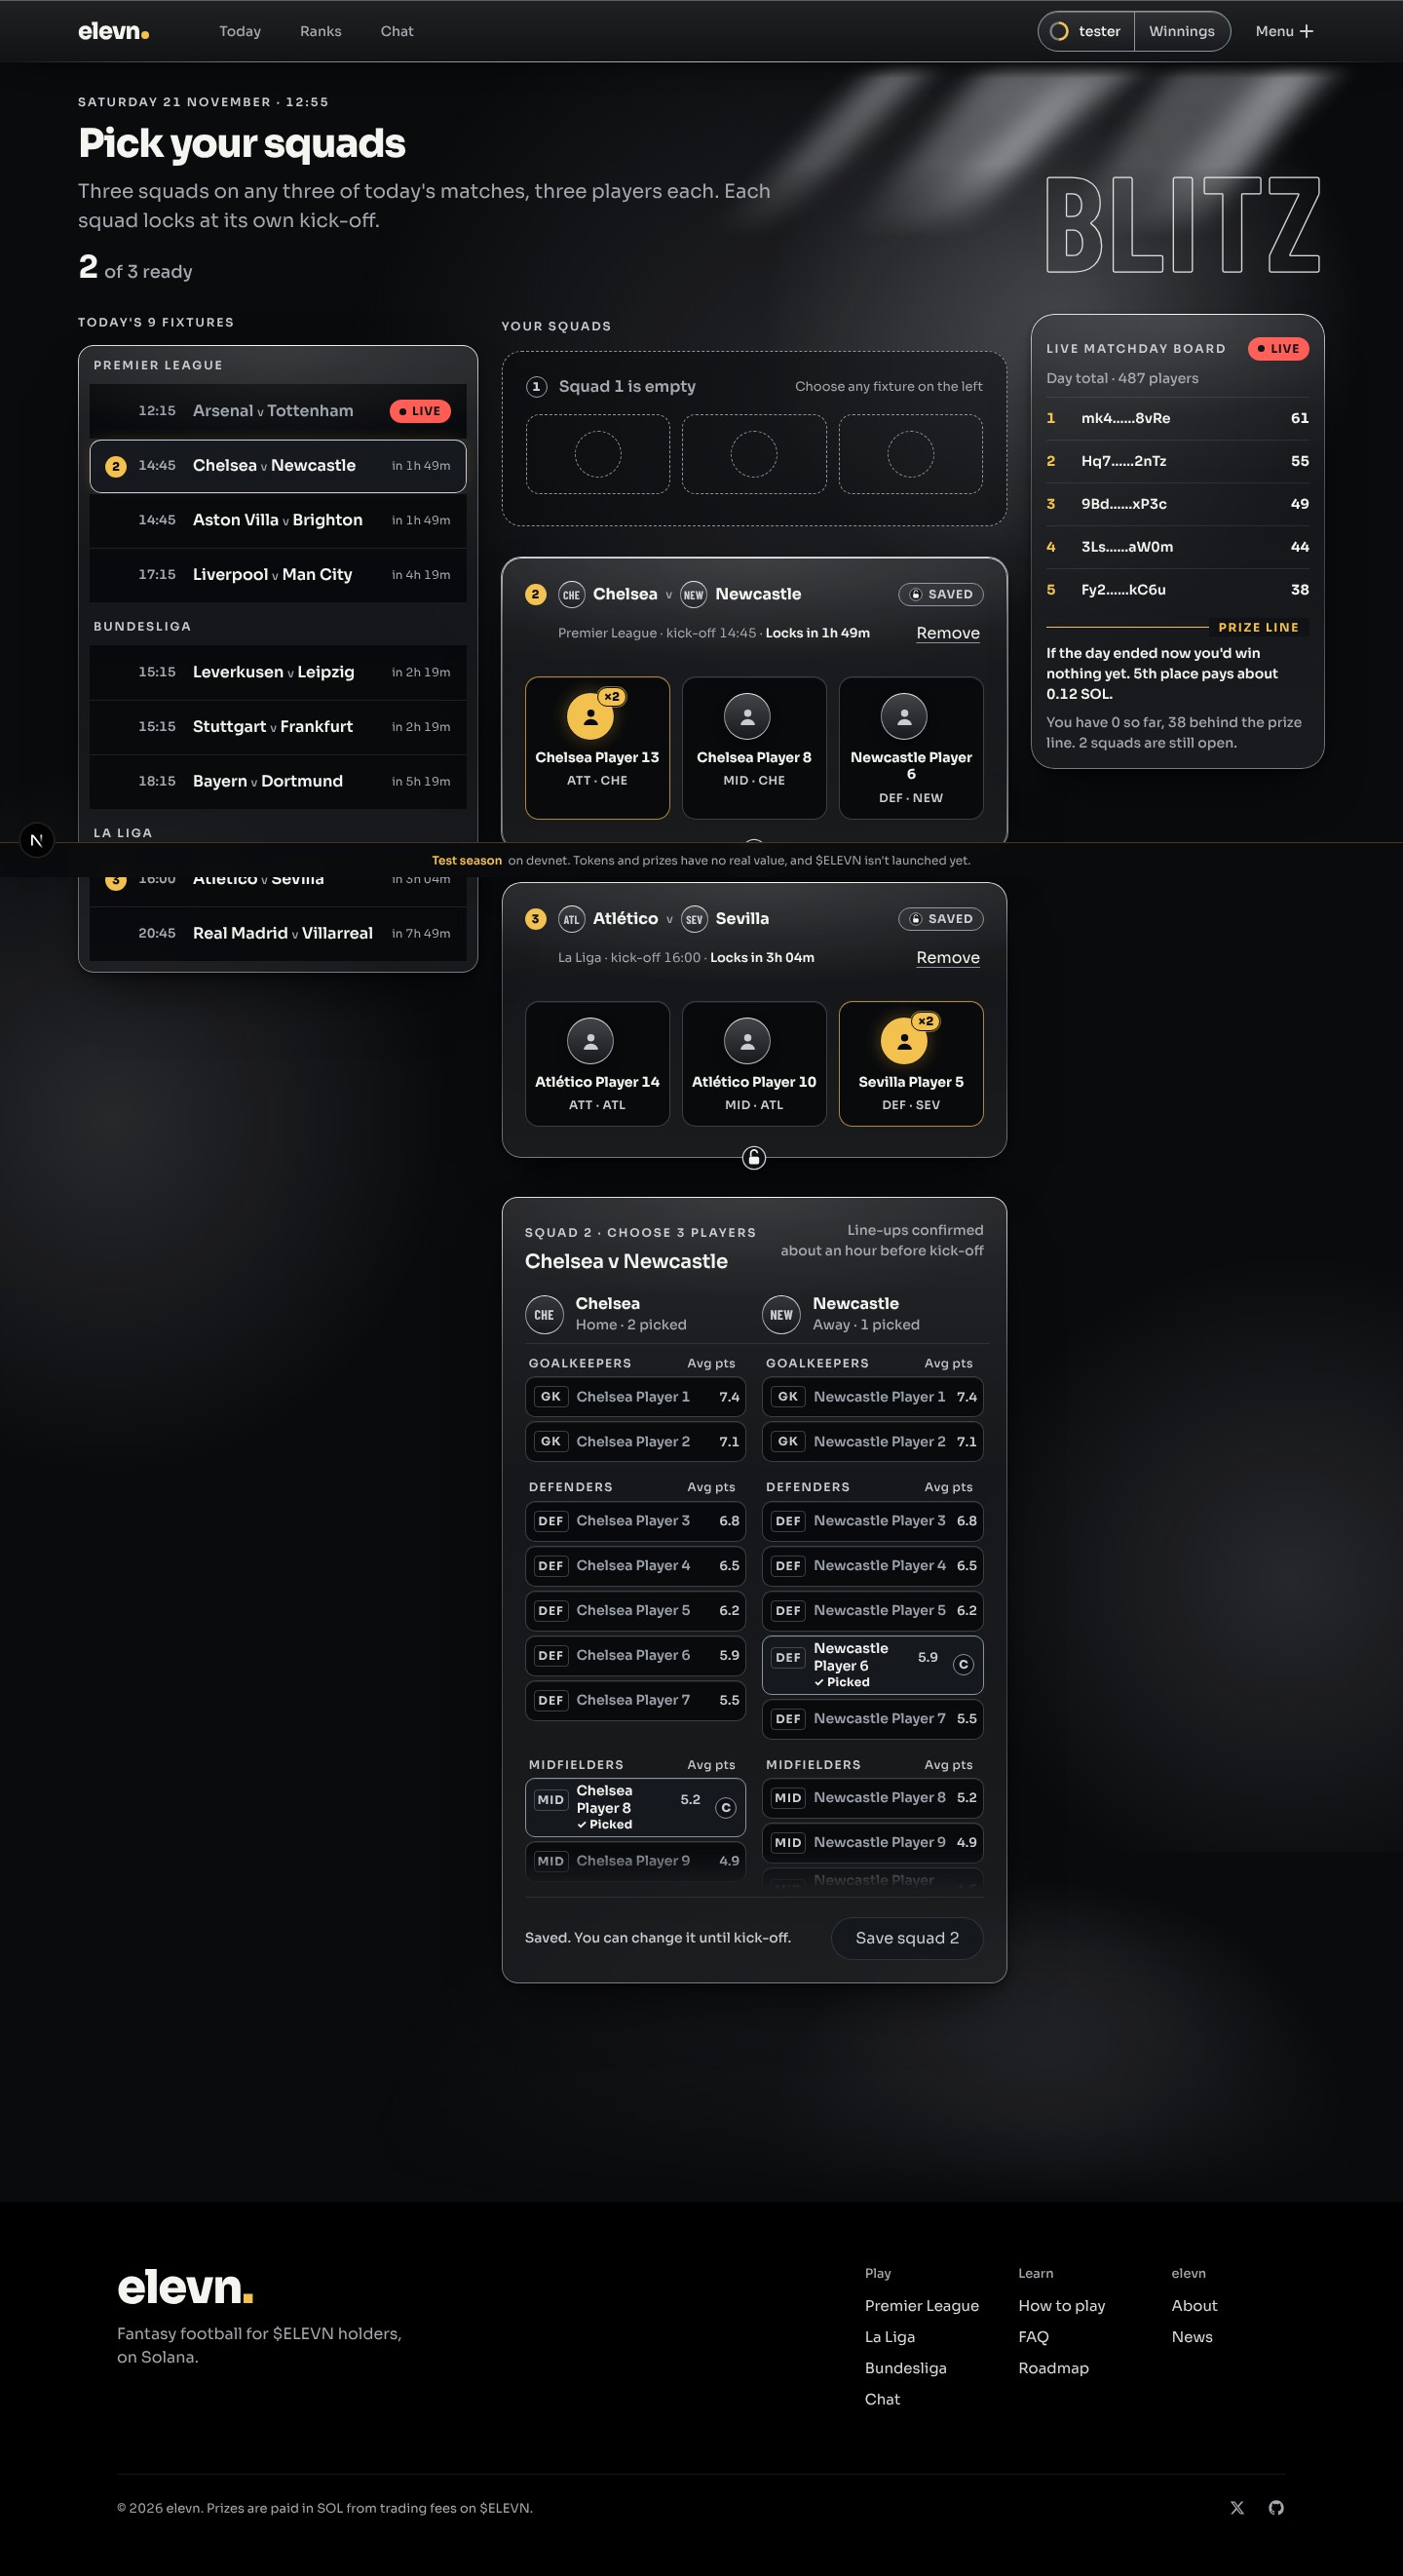 elevn.
Today
Ranks
Chat
tester
Winnings
Menu
SATURDAY 21 NOVEMBER · 12:55
Pick your squads
Three squads on any three of today's matches, three players each. Each
squad locks at its own kick-off.
2 of 3 ready
BLITZ
TODAY'S 9 FIXTURES
PREMIER LEAGUE
12:15 Arsenal v Tottenham LIVE
2 14:45 Chelsea v Newcastle in 1h 49m
14:45 Aston Villa v Brighton in 1h 49m
17:15 Liverpool v Man City in 4h 19m
BUNDESLIGA
15:15 Leverkusen v Leipzig in 2h 19m
15:15 Stuttgart v Frankfurt in 2h 19m
18:15 Bayern v Dortmund in 5h 19m
LA LIGA
3 16:00 Atlético v Sevilla in 3h 04m
20:45 Real Madrid v Villarreal in 7h 49m
YOUR SQUADS
1 Squad 1 is empty Choose any fixture on the left
2 CHE Chelsea v NEW Newcastle SAVED
Premier League · kick-off 14:45 · Locks in 1h 49m Remove
×2
Chelsea Player 13
ATT · CHE
Chelsea Player 8
MID · CHE
Newcastle Player
6
DEF · NEW
N
Test season on devnet. Tokens and prizes have no real value, and $ELEVN isn't launched yet.
3 ATL Atlético v SEV Sevilla SAVED
La Liga · kick-off 16:00 · Locks in 3h 04m Remove
Atlético Player 14
ATT · ATL
Atlético Player 10
MID · ATL
×2
Sevilla Player 5
DEF · SEV
LIVE MATCHDAY BOARD LIVE
Day total · 487 players
1 mk4......8vRe 61
2 Hq7......2nTz 55
3 9Bd......xP3c 49
4 3Ls......aW0m 44
5 Fy2......kC6u 38
PRIZE LINE
If the day ended now you'd win
nothing yet. 5th place pays about
0.12 SOL.
You have 0 so far, 38 behind the prize
line. 2 squads are still open.
SQUAD 2 · CHOOSE 3 PLAYERS
Chelsea v Newcastle
Line-ups confirmed
about an hour before kick-off
CHE Chelsea
Home · 2 picked
GOALKEEPERS Avg pts
GK Chelsea Player 1 7.4
GK Chelsea Player 2 7.1
DEFENDERS Avg pts
DEF Chelsea Player 3 6.8
DEF Chelsea Player 4 6.5
DEF Chelsea Player 5 6.2
DEF Chelsea Player 6 5.9
DEF Chelsea Player 7 5.5
MIDFIELDERS Avg pts
MID Chelsea
Player 8 5.2 C
✓ Picked
MID Chelsea Player 9 4.9
NEW Newcastle
Away · 1 picked
GOALKEEPERS Avg pts
GK Newcastle Player 1 7.4
GK Newcastle Player 2 7.1
DEFENDERS Avg pts
DEF Newcastle Player 3 6.8
DEF Newcastle Player 4 6.5
DEF Newcastle Player 5 6.2
DEF Newcastle
Player 6 5.9 C
✓ Picked
DEF Newcastle Player 7 5.5
MIDFIELDERS Avg pts
MID Newcastle Player 8 5.2
MID Newcastle Player 9 4.9
Newcastle Player
Saved. You can change it until kick-off.
Save squad 2
elevn.
Fantasy football for $ELEVN holders,
on Solana.
Play
Premier League
La Liga
Bundesliga
Chat
Learn
How to play
FAQ
Roadmap
elevn
About
News
© 2026 elevn. Prizes are paid in SOL from trading fees on $ELEVN.